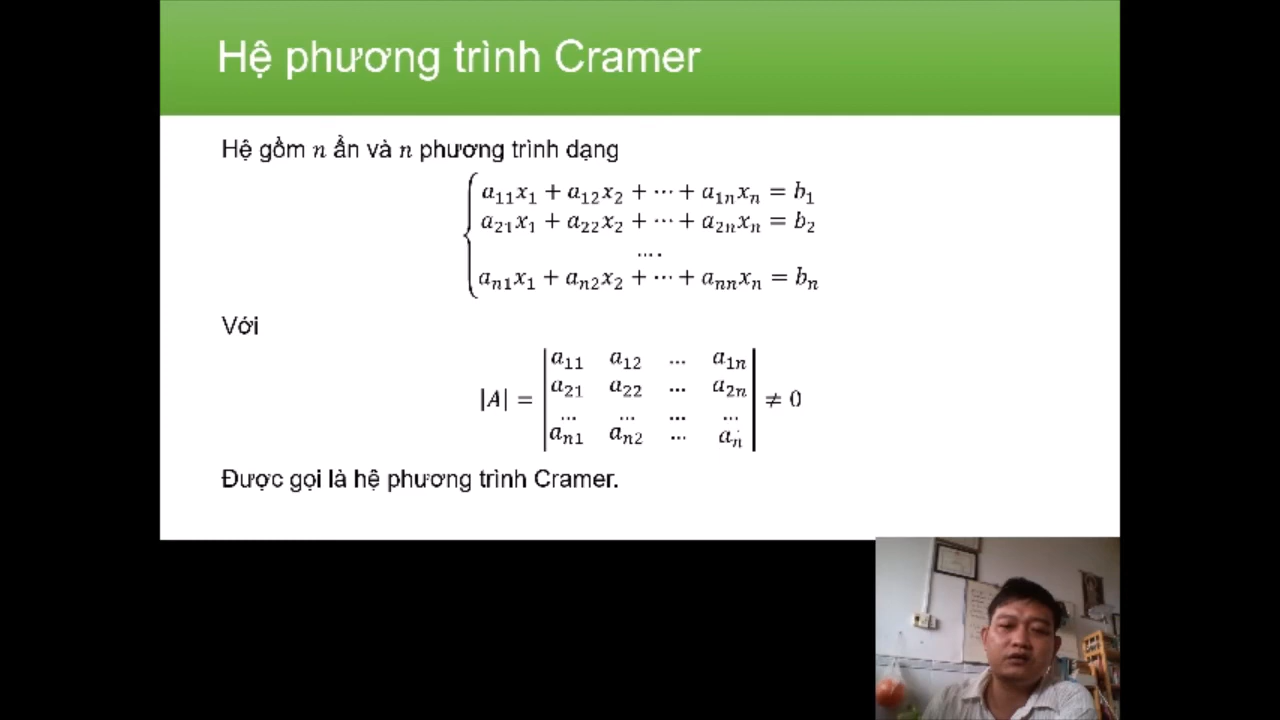 Hệ phương trình Cramer
Hệ gồm n ẩn và n phương trình dạng
a₁₁x₁ + a₁₂x₂ + ⋯ + a₁ₙxₙ = b₁
a₂₁x₁ + a₂₂x₂ + ⋯ + a₂ₙxₙ = b₂
….
aₙ₁x₁ + aₙ₂x₂ + ⋯ + aₙₙxₙ = bₙ
Với
a₁₁ a₁₂ … a₁ₙ
a₂₁ a₂₂ … a₂ₙ
|A| = ≠ 0
… … … …
aₙ₁ aₙ₂ … aₙ
Được gọi là hệ phương trình Cramer.